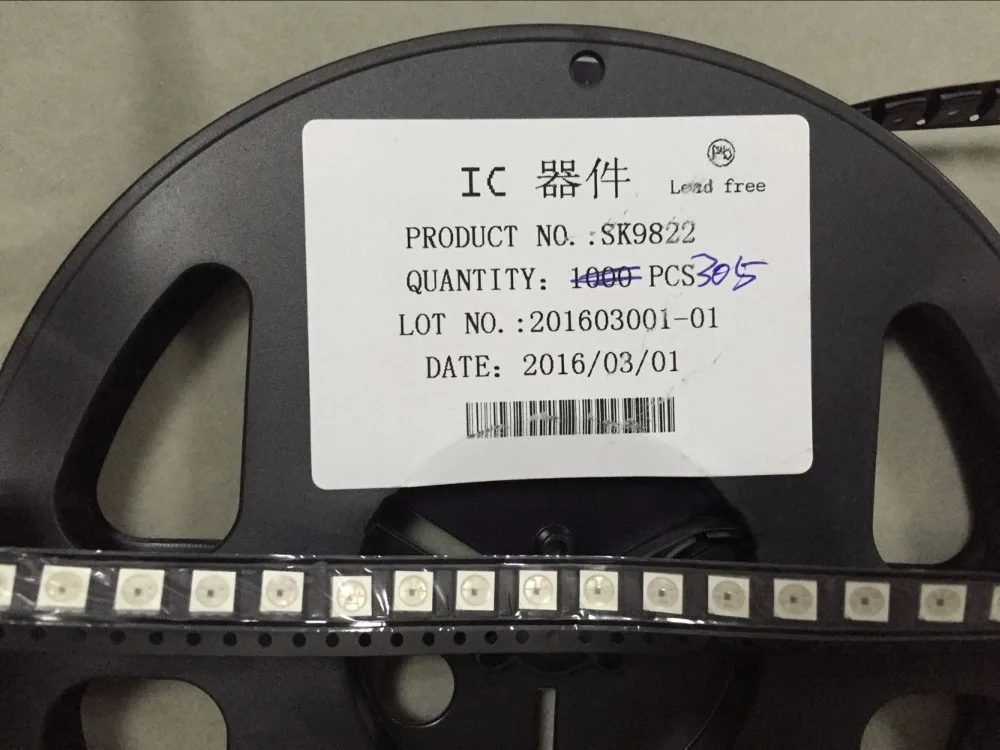 IC 器件
Pb
Lead free
PRODUCT NO.:SK9822
QUANTITY: 1000 PCS 305
LOT NO.:201603001-01
DATE: 2016/03/01